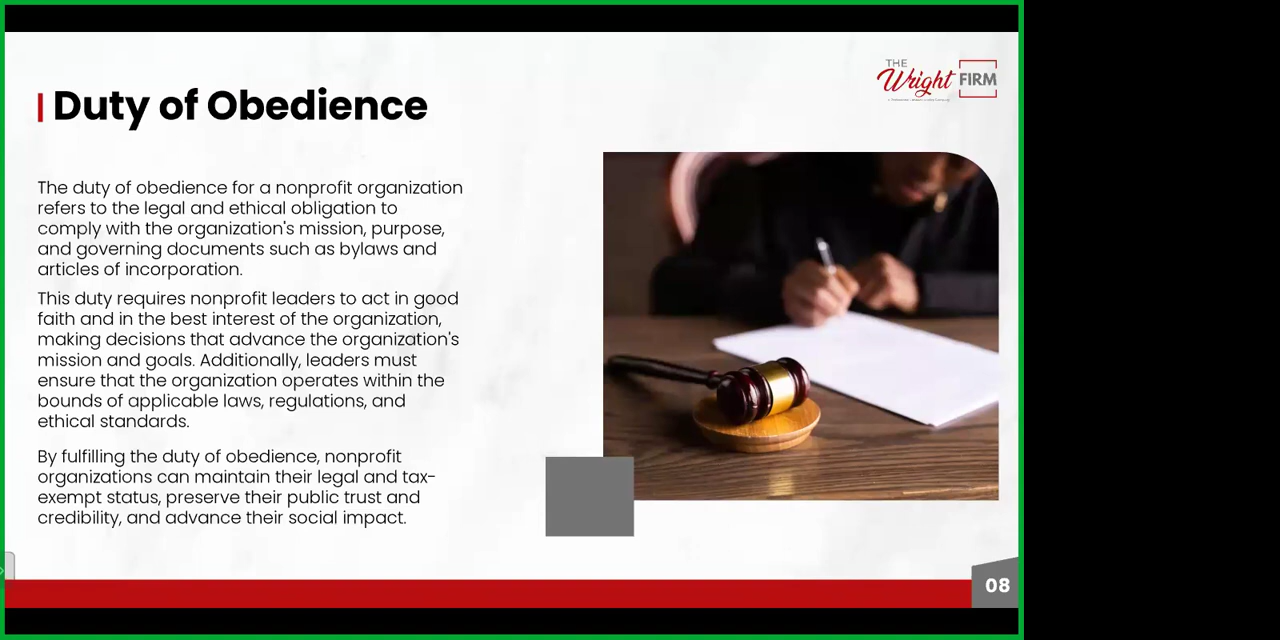 THE
Wright FIRM
Duty of Obedience
The duty of obedience for a nonprofit organization
refers to the legal and ethical obligation to
comply with the organization's mission, purpose,
and governing documents such as bylaws and
articles of incorporation.
This duty requires nonprofit leaders to act in good
faith and in the best interest of the organization,
making decisions that advance the organization's
mission and goals. Additionally, leaders must
ensure that the organization operates within the
bounds of applicable laws, regulations, and
ethical standards.
By fulfilling the duty of obedience, nonprofit
organizations can maintain their legal and tax-
exempt status, preserve their public trust and
credibility, and advance their social impact.
08